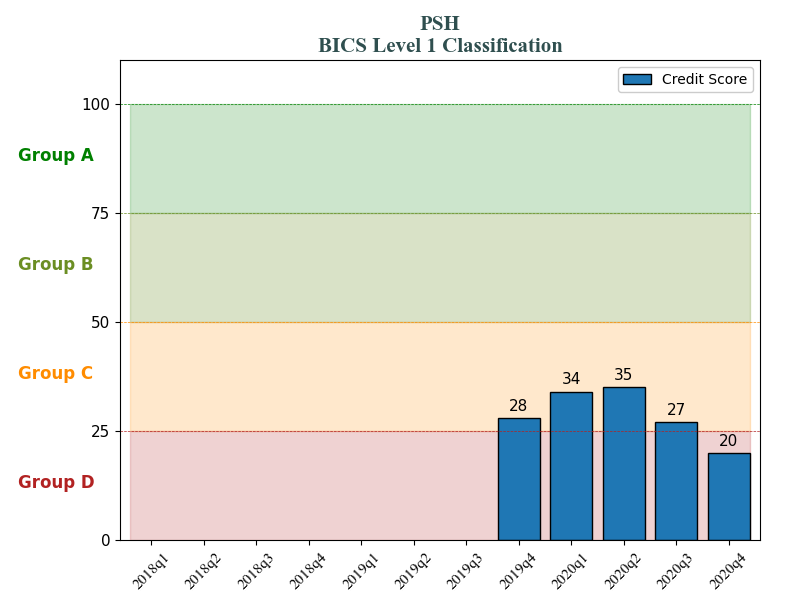 PSH
BICS Level 1 Classification
Credit Score
100
Group A
75
Group B
50
Group C
25
Group D
0
28
34
35
27
20
2018q1
2018q2
2018q3
2018q4
2019q1
2019q2
2019q3
2019q4
2020q1
2020q2
2020q3
2020q4